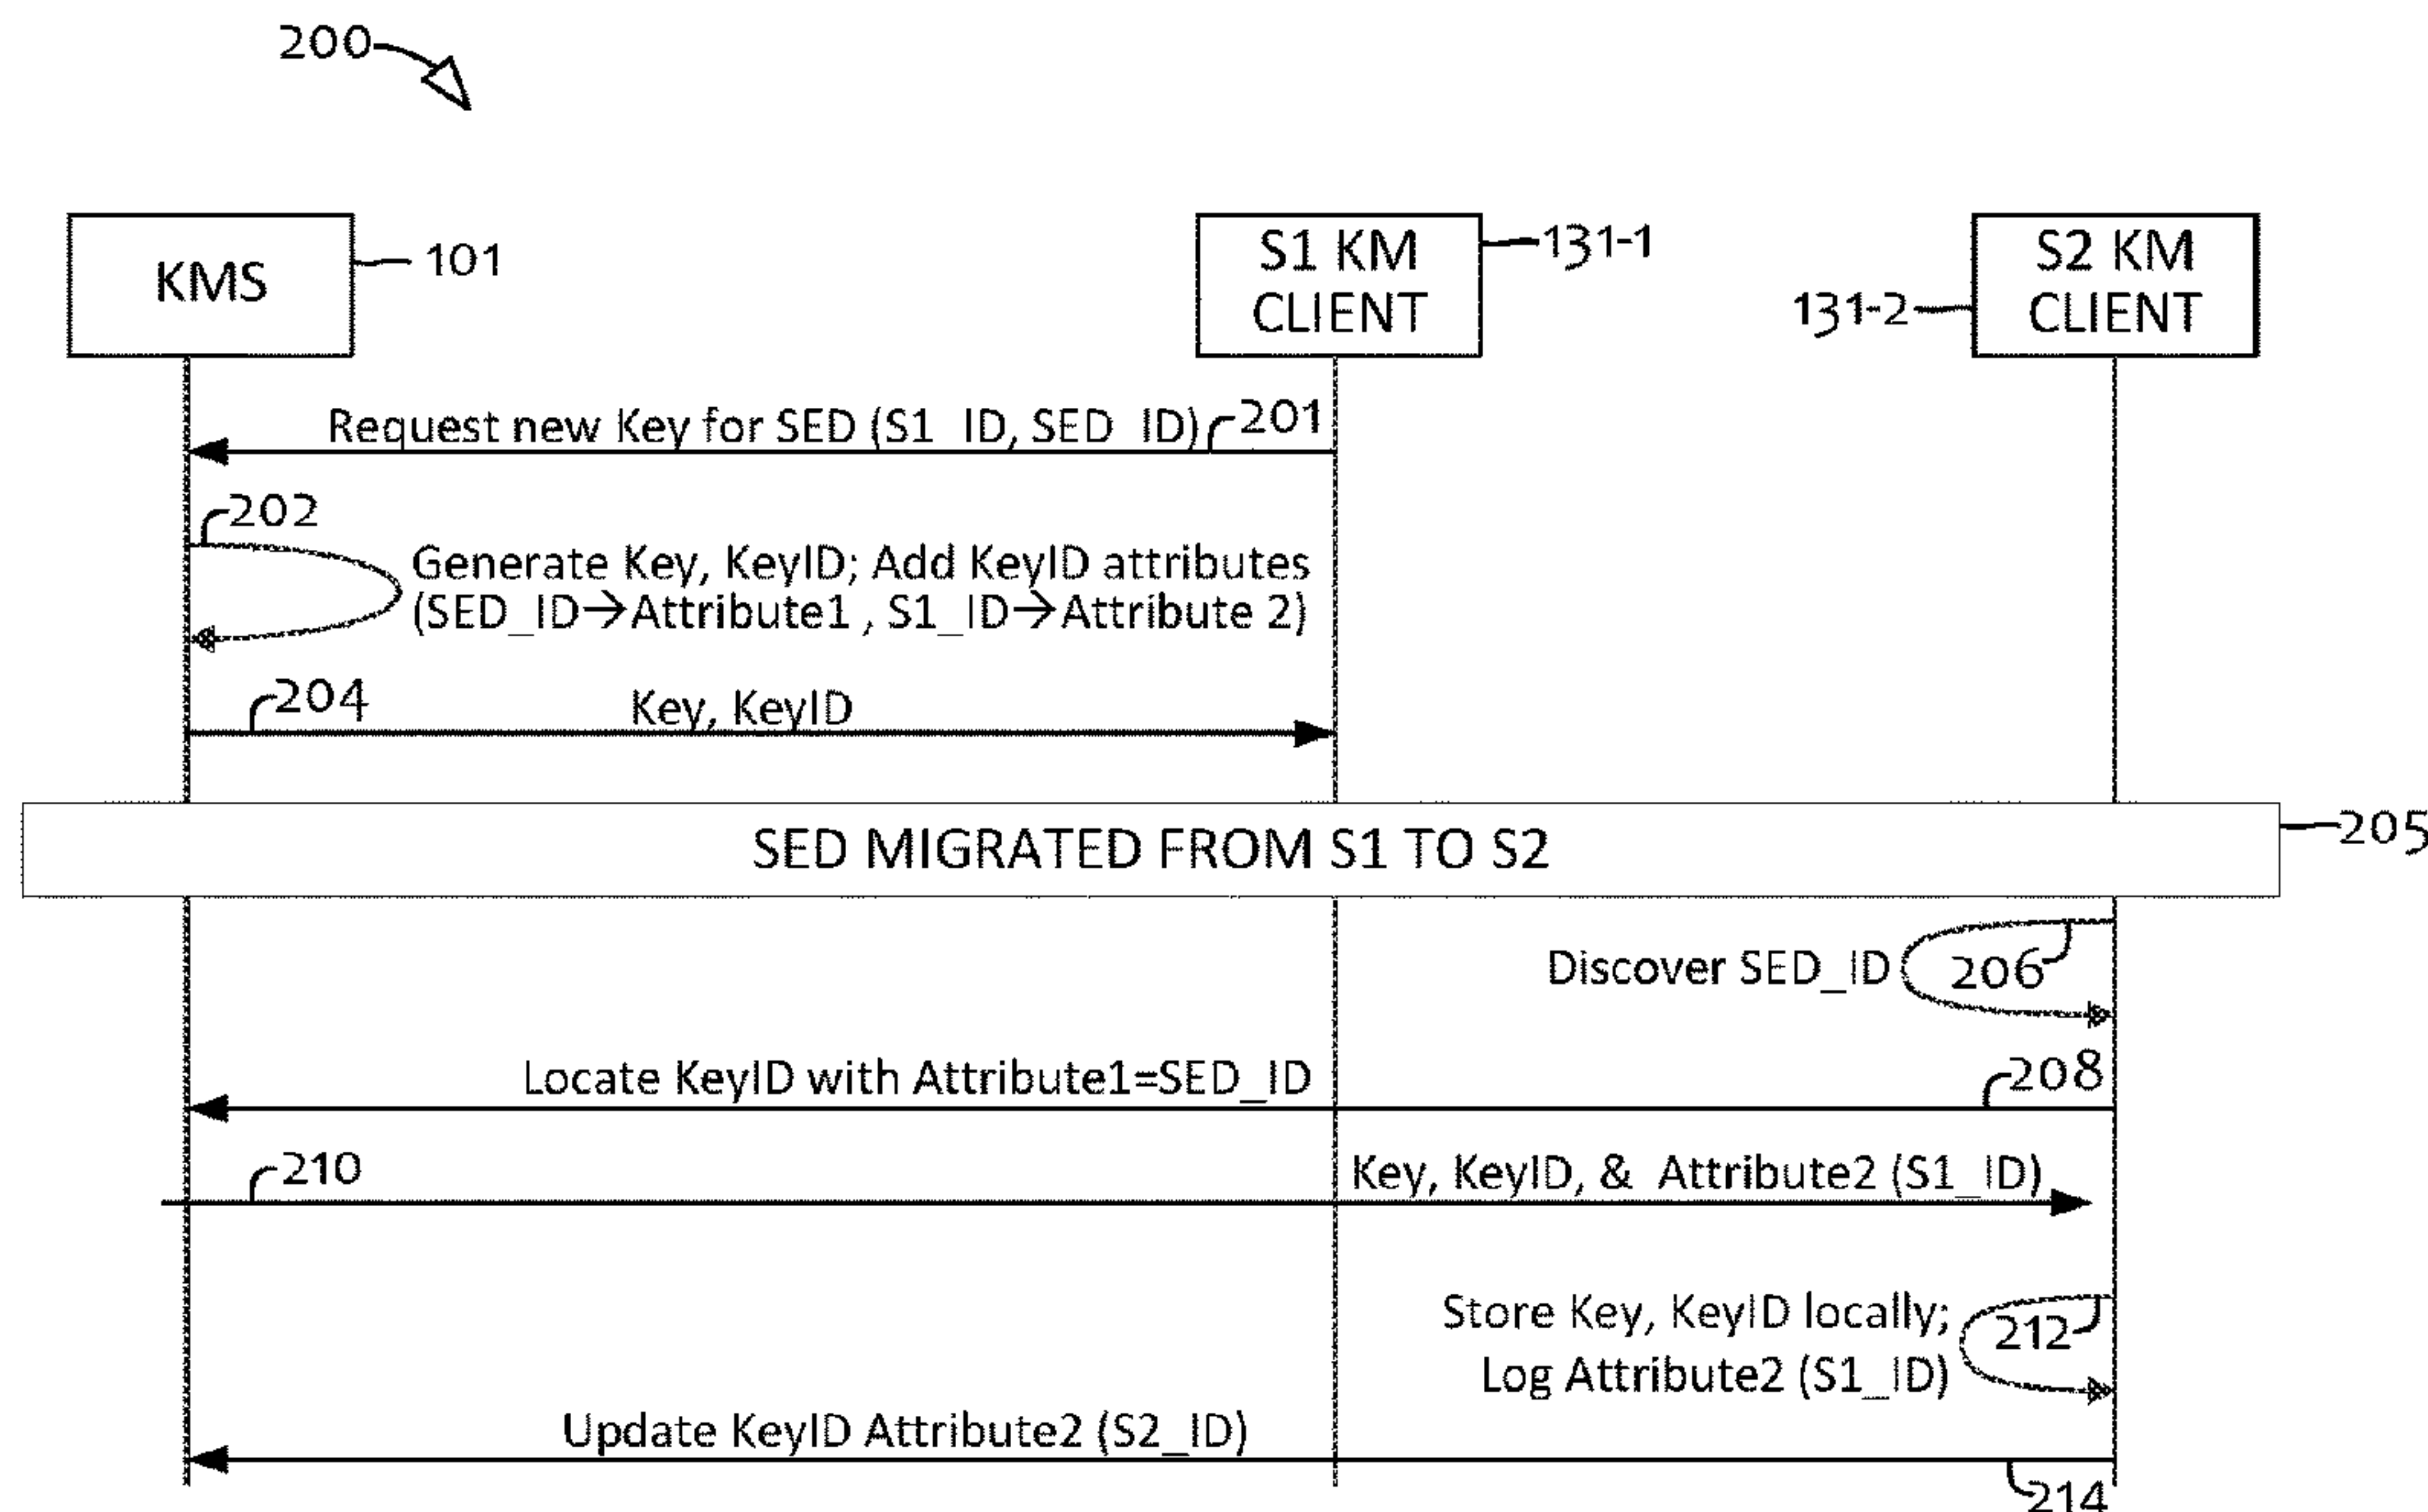 200
KMS
101
S1 KM
CLIENT
131-1
S2 KM
CLIENT
131-2
Request new Key for SED (S1_ID, SED_ID)
201
202
Generate Key, KeyID; Add KeyID attributes
(SED_ID→Attribute1 , S1_ID→Attribute 2)
204
Key, KeyID
SED MIGRATED FROM S1 TO S2
205
Discover SED_ID
206
Locate KeyID with Attribute1=SED_ID
208
210
Key, KeyID, & Attribute2 (S1_ID)
Store Key, KeyID locally;
212
Log Attribute2 (S1_ID)
Update KeyID Attribute2 (S2_ID)
214